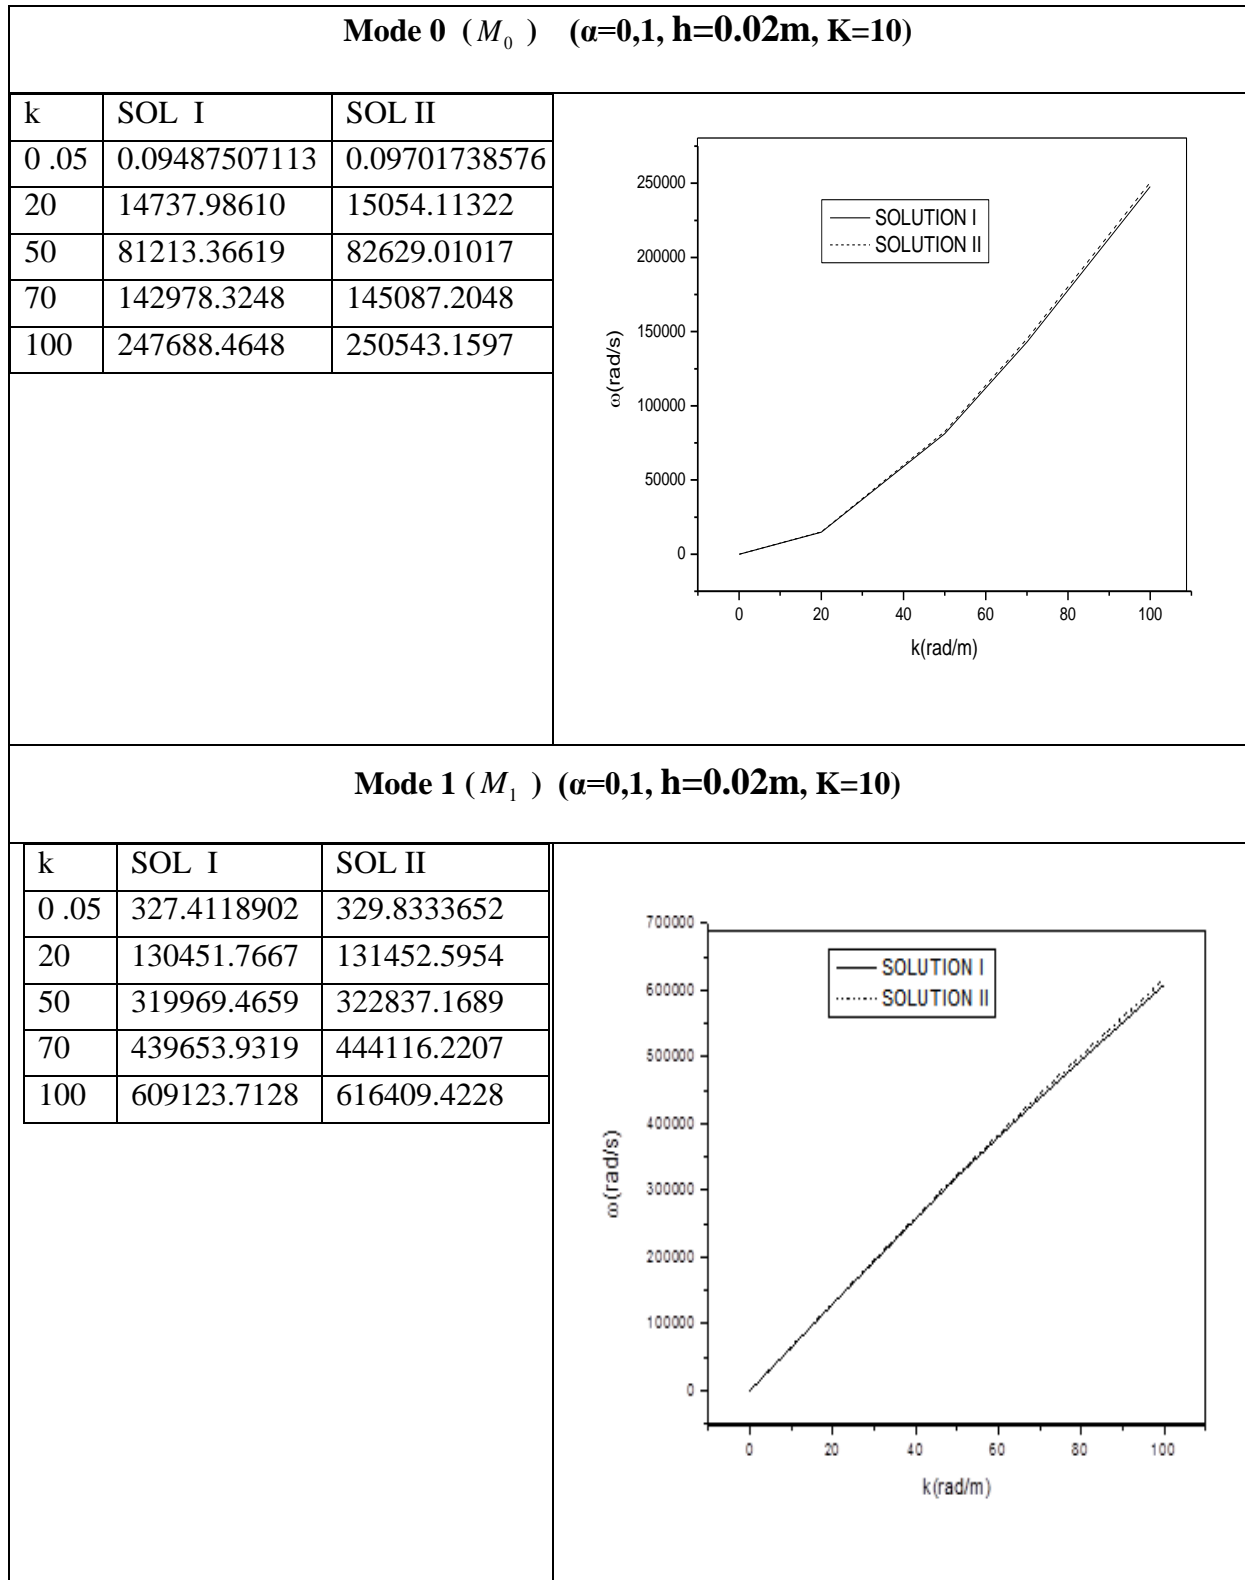 Mode 0 (M₀) (α=0,1, h=0.02m, K=10)
k SOL I SOL II
0 .05 0.09487507113 0.09701738576
20 14737.98610 15054.11322
50 81213.36619 82629.01017
70 142978.3248 145087.2048
100 247688.4648 250543.1597
250000
200000
150000
100000
50000
0
ω(rad/s)
SOLUTION I
SOLUTION II
0 20 40 60 80 100
k(rad/m)
Mode 1 (M₁) (α=0,1, h=0.02m, K=10)
k SOL I SOL II
0 .05 327.4118902 329.8333652
20 130451.7667 131452.5954
50 319969.4659 322837.1689
70 439653.9319 444116.2207
100 609123.7128 616409.4228
700000
600000
500000
400000
300000
200000
100000
0
ω(rad/s)
SOLUTION I
SOLUTION II
0 20 40 60 80 100
k(rad/m)